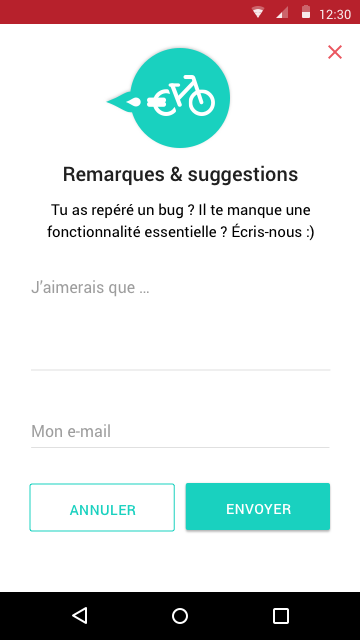 12:30
Remarques & suggestions
Tu as repéré un bug ? Il te manque une
fonctionnalité essentielle ? Écris-nous :)
J'aimerais que ...
Mon e-mail
ANNULER
ENVOYER